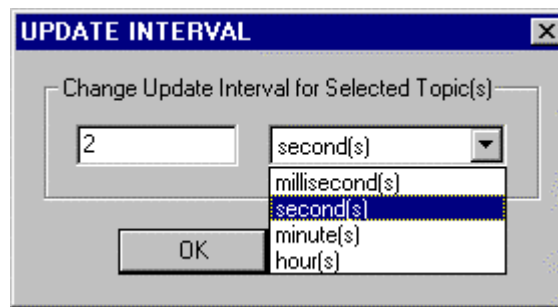 UPDATE INTERVAL
Change Update Interval for Selected Topic(s)
2 second(s)
millisecond(s)
second(s)
minute(s)
hour(s)
OK